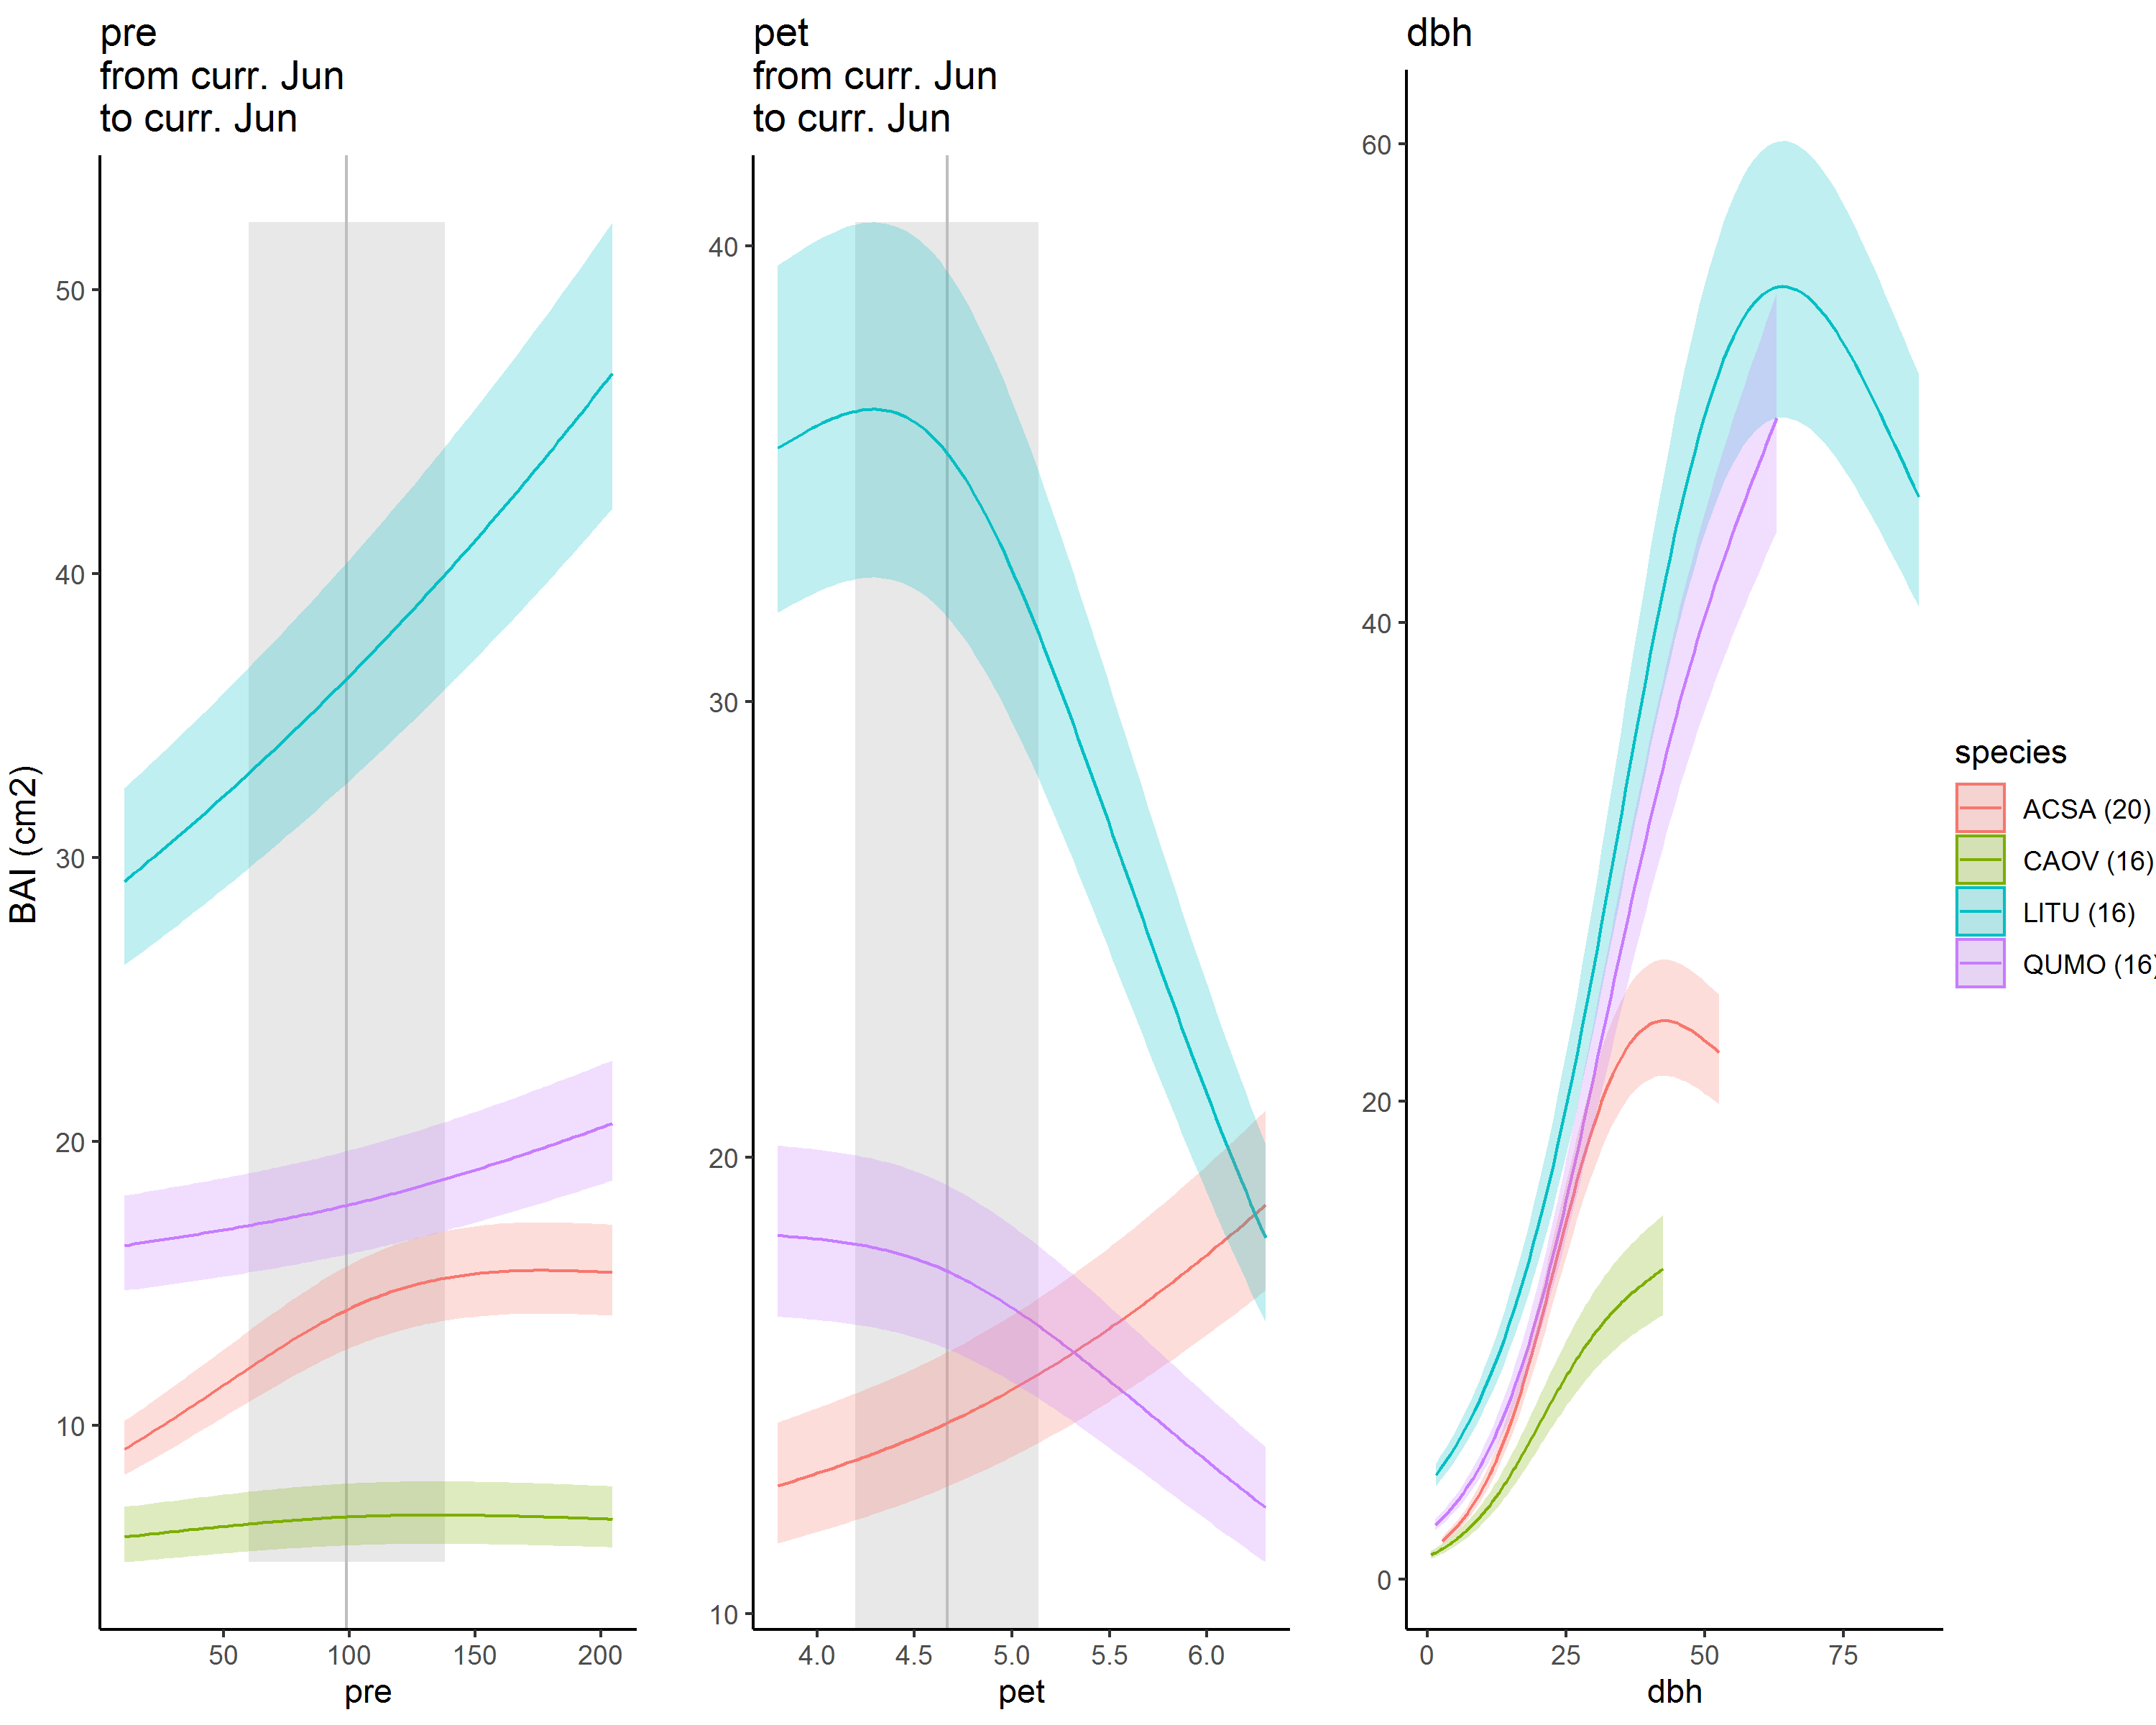 pre
from curr. Jun
to curr. Jun
pet
from curr. Jun
to curr. Jun
dbh
BAI (cm2)
50
40
30
20
10
50
100
150
200
pre
40
30
20
10
4.0
4.5
5.0
5.5
6.0
pet
60
40
20
0
0
25
50
75
dbh
species
ACSA (20)
CAOV (16)
LITU (16)
QUMO (16)